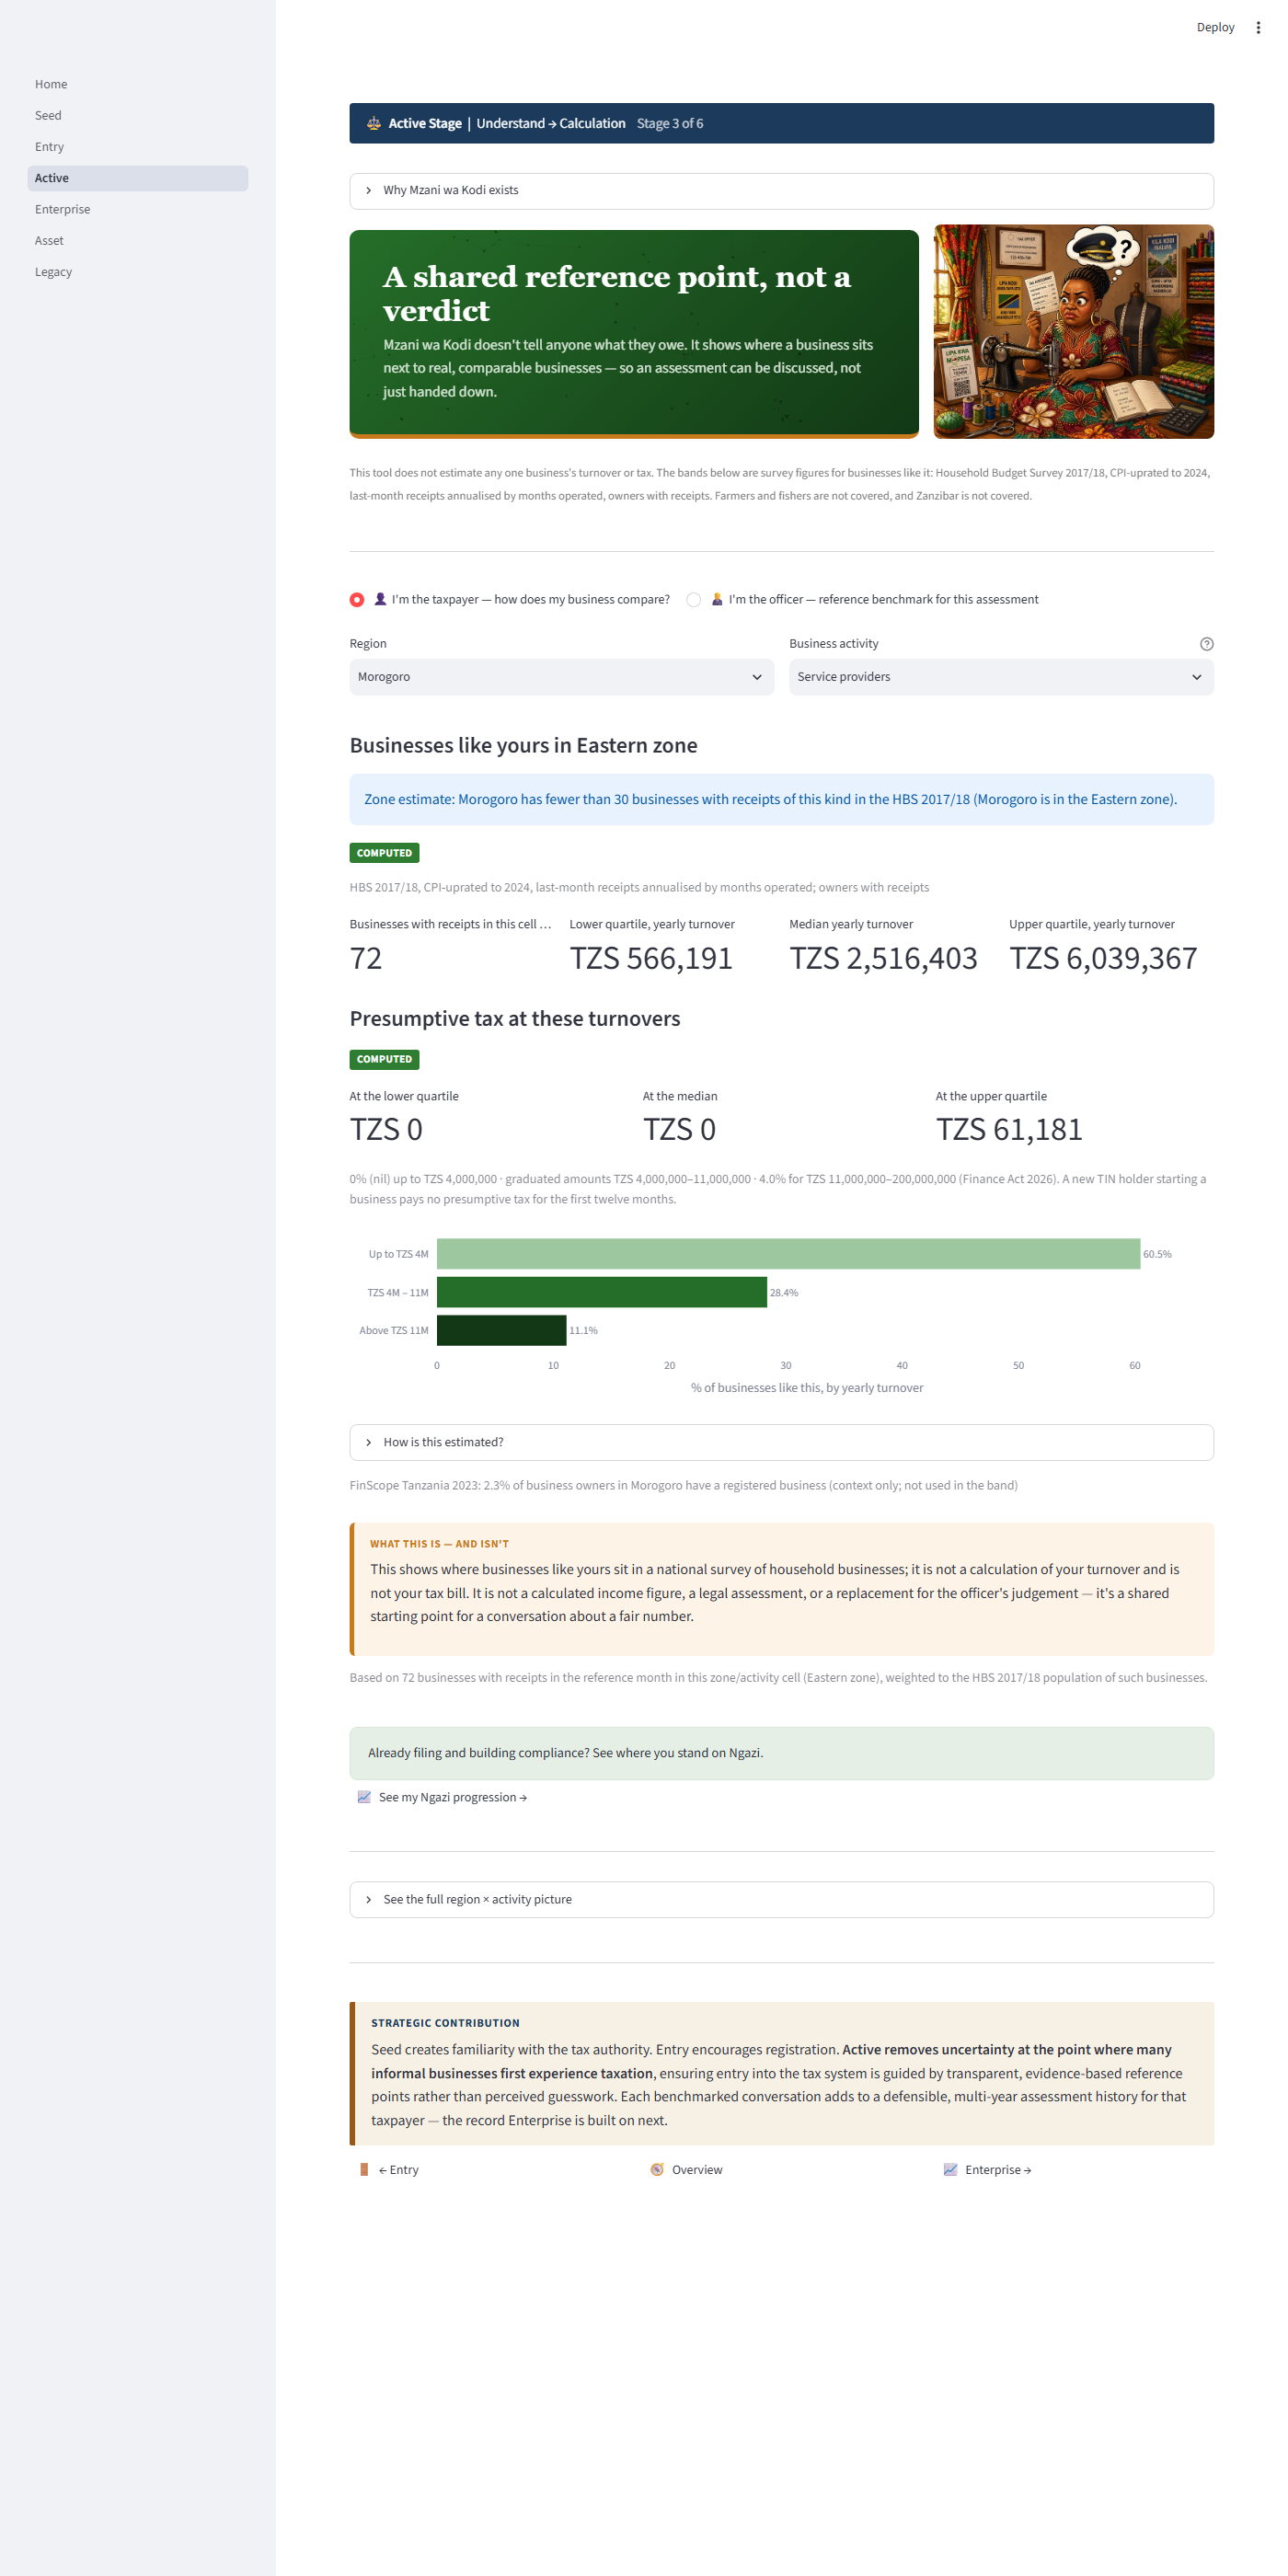 Deploy
Home
Seed
Entry
Active
Enterprise
Asset
Legacy
Active Stage | Understand → Calculation Stage 3 of 6
Why Mzani wa Kodi exists
A shared reference point, not a
verdict
Mzani wa Kodi doesn't tell anyone what they owe. It shows where a business sits
next to real, comparable businesses — so an assessment can be discussed, not
just handed down.
?
LIPA KODI
LIPA KWA
M-PESA
This tool does not estimate any one business's turnover or tax. The bands below are survey figures for businesses like it: Household Budget Survey 2017/18, CPI-uprated to 2024,
last-month receipts annualised by months operated, owners with receipts. Farmers and fishers are not covered, and Zanzibar is not covered.
I'm the taxpayer — how does my business compare?
I'm the officer — reference benchmark for this assessment
Region
Business activity
Morogoro
Service providers
Businesses like yours in Eastern zone
Zone estimate: Morogoro has fewer than 30 businesses with receipts of this kind in the HBS 2017/18 (Morogoro is in the Eastern zone).
COMPUTED
HBS 2017/18, CPI-uprated to 2024, last-month receipts annualised by months operated; owners with receipts
Businesses with receipts in this cell …
Lower quartile, yearly turnover
Median yearly turnover
Upper quartile, yearly turnover
72
TZS 566,191
TZS 2,516,403
TZS 6,039,367
Presumptive tax at these turnovers
COMPUTED
At the lower quartile
At the median
At the upper quartile
TZS 0
TZS 0
TZS 61,181
0% (nil) up to TZS 4,000,000 · graduated amounts TZS 4,000,000–11,000,000 · 4.0% for TZS 11,000,000–200,000,000 (Finance Act 2026). A new TIN holder starting a
business pays no presumptive tax for the first twelve months.
Up to TZS 4M
60.5%
TZS 4M – 11M
28.4%
Above TZS 11M
11.1%
0 10 20 30 40 50 60
% of businesses like this, by yearly turnover
How is this estimated?
FinScope Tanzania 2023: 2.3% of business owners in Morogoro have a registered business (context only; not used in the band)
WHAT THIS IS — AND ISN'T
This shows where businesses like yours sit in a national survey of household businesses; it is not a calculation of your turnover and is
not your tax bill. It is not a calculated income figure, a legal assessment, or a replacement for the officer's judgement — it's a shared
starting point for a conversation about a fair number.
Based on 72 businesses with receipts in the reference month in this zone/activity cell (Eastern zone), weighted to the HBS 2017/18 population of such businesses.
Already filing and building compliance? See where you stand on Ngazi.
See my Ngazi progression →
See the full region × activity picture
STRATEGIC CONTRIBUTION
Seed creates familiarity with the tax authority. Entry encourages registration. Active removes uncertainty at the point where many
informal businesses first experience taxation, ensuring entry into the tax system is guided by transparent, evidence-based reference
points rather than perceived guesswork. Each benchmarked conversation adds to a defensible, multi-year assessment history for that
taxpayer — the record Enterprise is built on next.
← Entry
Overview
Enterprise →